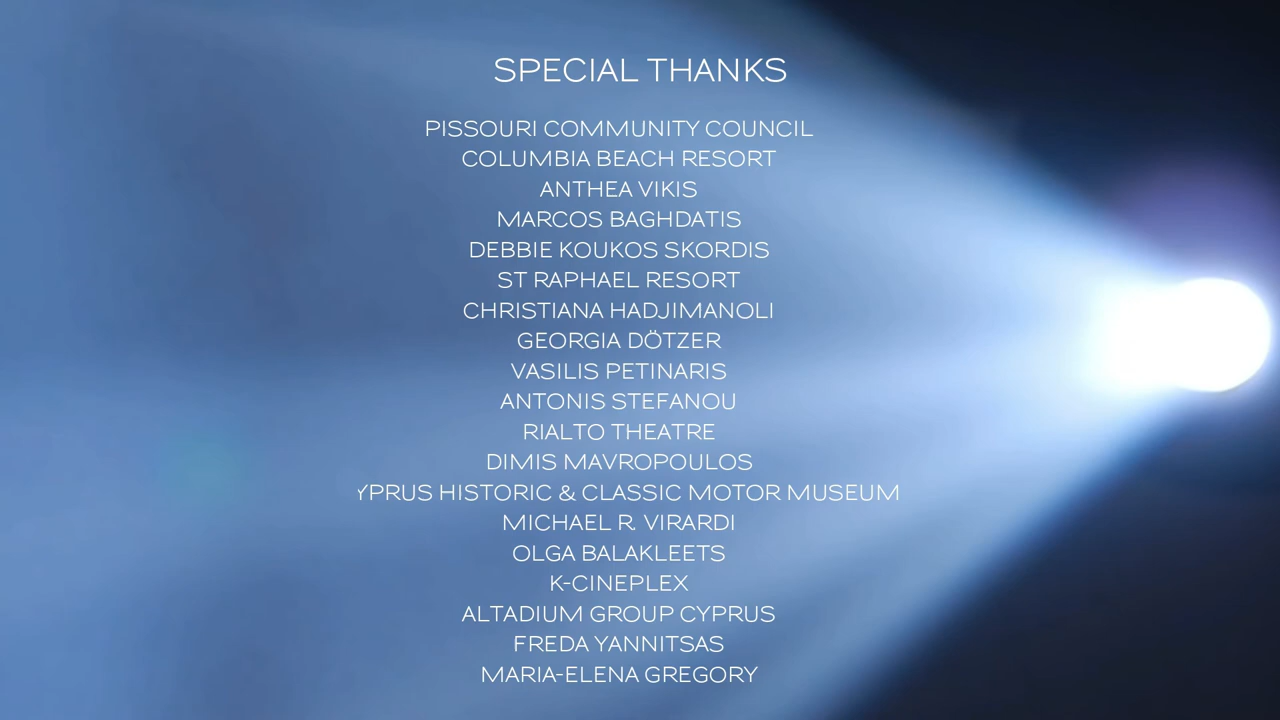 SPECIAL THANKS
PISSOURI COMMUNITY COUNCIL
COLUMBIA BEACH RESORT
ANTHEA VIKIS
MARCOS BAGHDATIS
DEBBIE KOUKOS SKORDIS
ST RAPHAEL RESORT
CHRISTIANA HADJIMANOLI
GEORGIA DÖTZER
VASILIS PETINARIS
ANTONIS STEFANOU
RIALTO THEATRE
DIMIS MAVROPOULOS
YPRUS HISTORIC & CLASSIC MOTOR MUSEUM
MICHAEL R. VIRARDI
OLGA BALAKLEETS
K-CINEPLEX
ALTADIUM GROUP CYPRUS
FREDA YANNITSAS
MARIA-ELENA GREGORY